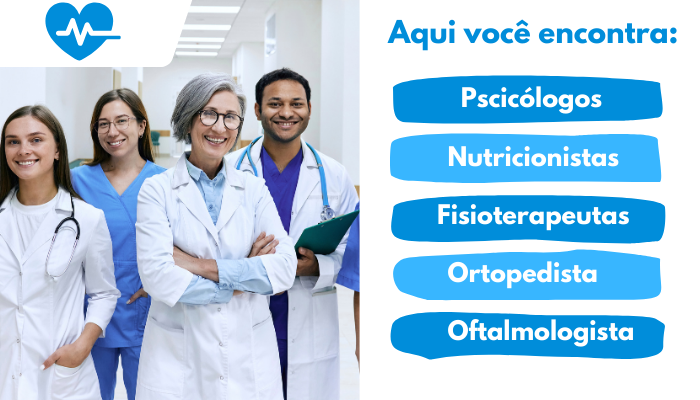 Aqui você encontra:
Pscicólogos
Nutricionistas
Fisioterapeutas
Ortopedista
Oftalmologista